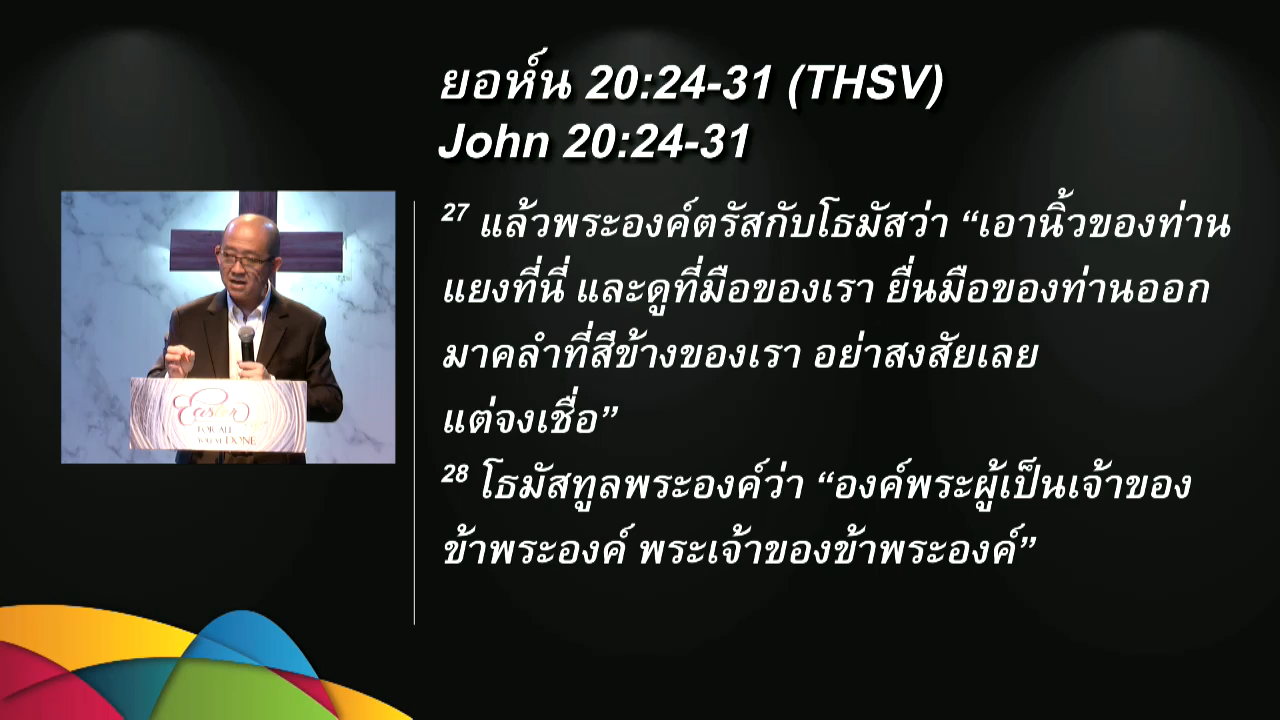 ยอห์น 20:24-31 (THSV)
John 20:24-31
27 แล้วพระองค์ตรัสกับโธมัสว่า “เอานิ้วของท่าน
แยงที่นี่ และดูที่มือของเรา ยื่นมือของท่านออก
มาคลำที่สีข้างของเรา อย่าสงสัยเลย
แต่จงเชื่อ”
28 โธมัสทูลพระองค์ว่า “องค์พระผู้เป็นเจ้าของ
ข้าพระองค์ พระเจ้าของข้าพระองค์”
Easter
FOR ALL
YOU'VE DONE